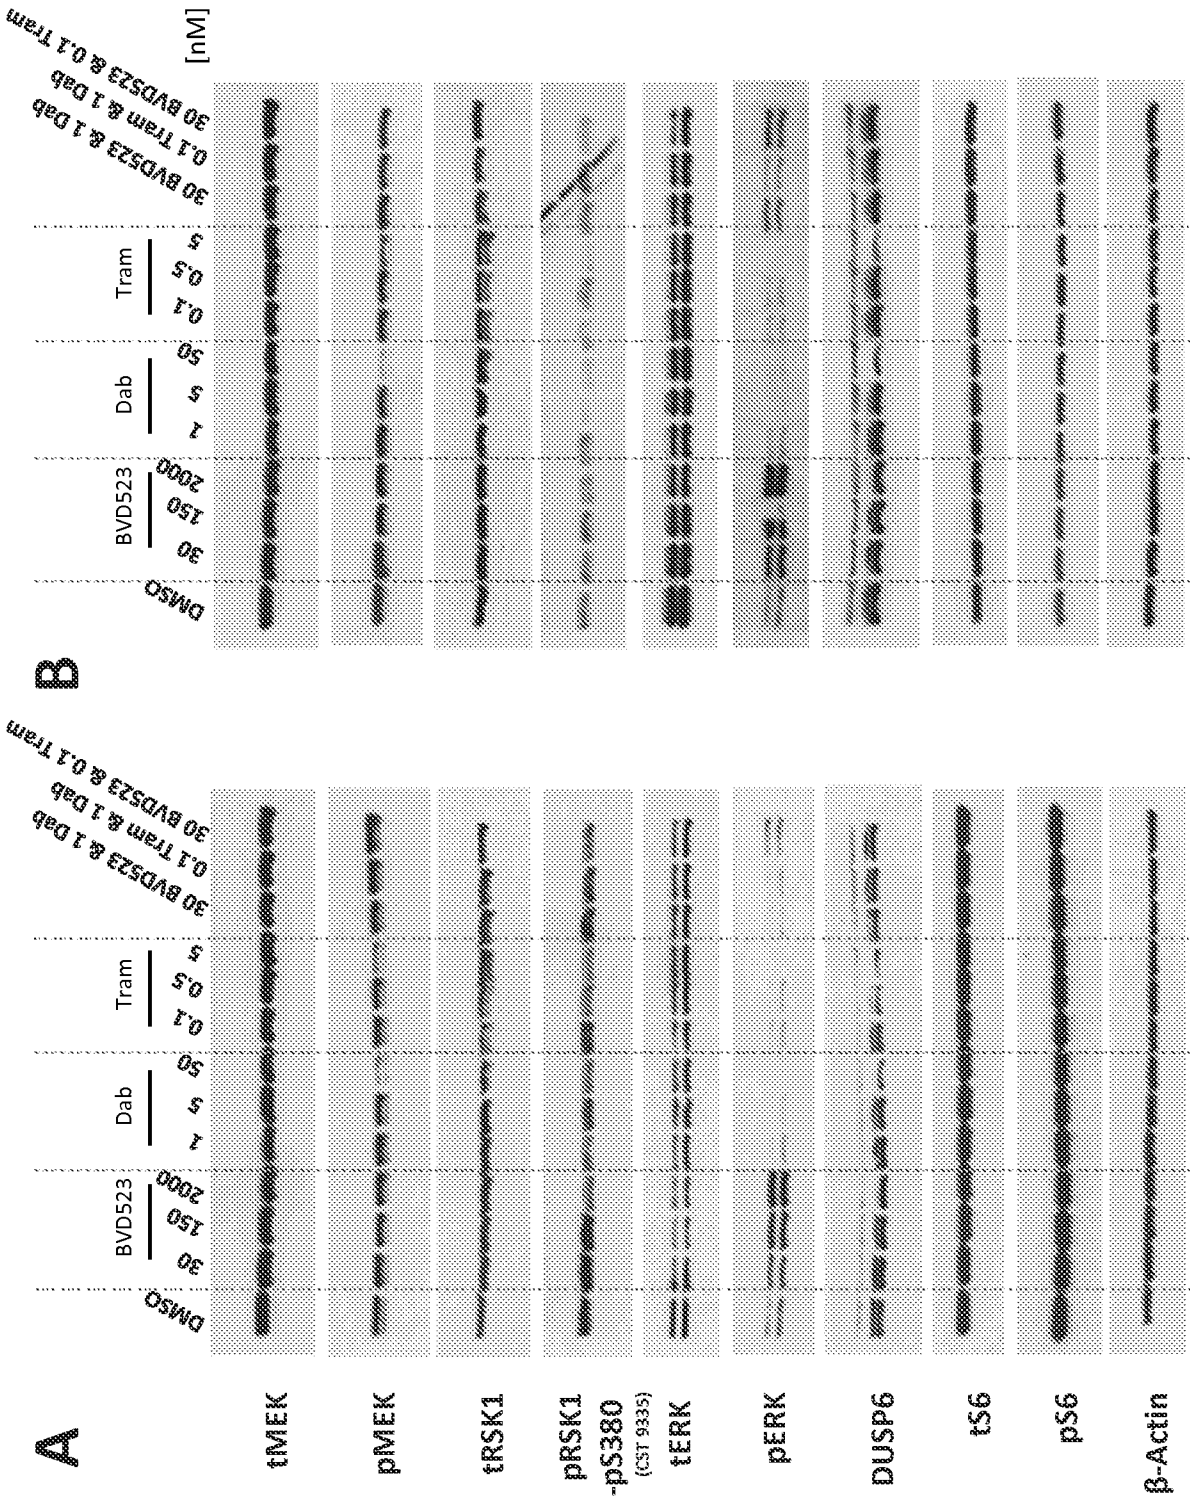 A
BVD523
Dab
Tram
DMSO
30
150
2000
1
5
50
0.1
0.5
5
30 BVD523 & 1 Dab
0.1 Tram & 1 Dab
30 BVD523 & 0.1 Tram
B
BVD523
Dab
Tram
DMSO
30
150
2000
1
5
50
0.1
0.5
5
30 BVD523 & 1 Dab
0.1 Tram & 1 Dab
30 BVD523 & 0.1 Tram
[nM]
tMEK
pMEK
tRSK1
pRSK1
-pS380
(CST 9335)
tERK
pERK
DUSP6
tS6
pS6
β-Actin